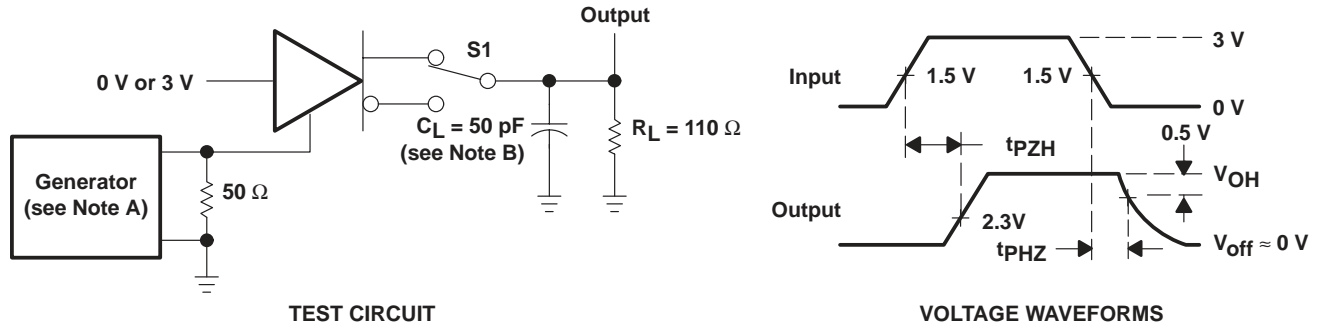 Output
S1
0 V or 3 V
CL = 50 pF
(see Note B)
RL = 110 Ω
Generator
(see Note A)
50 Ω
TEST CIRCUIT
Input
1.5 V
1.5 V
3 V
0 V
0.5 V
tPZH
VOH
Output
2.3V
tPHZ
Voff ≈ 0 V
VOLTAGE WAVEFORMS